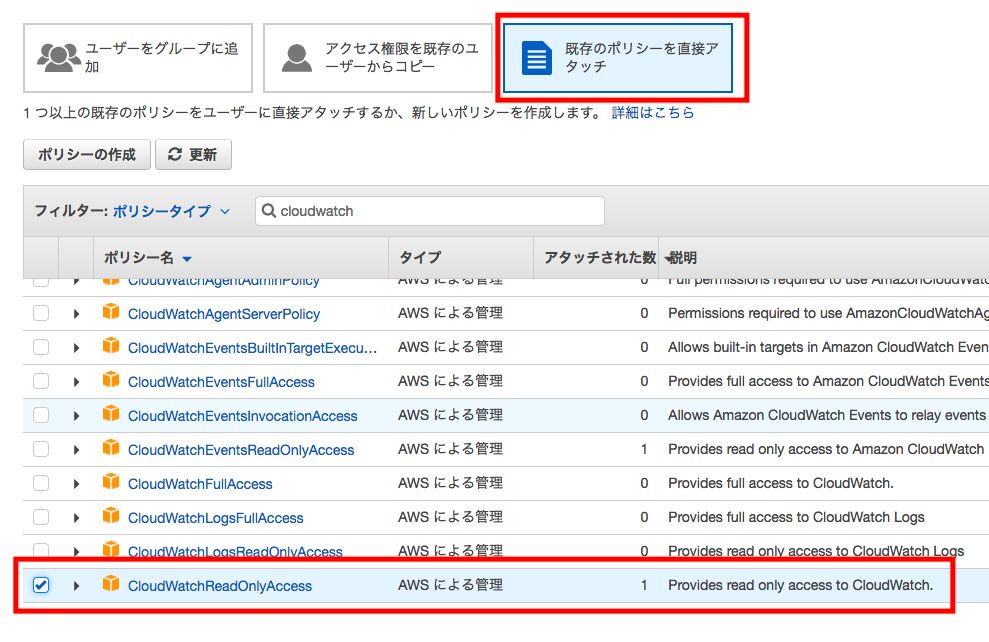 ユーザーをグループに追
加
アクセス権限を既存のユ
ーザーからコピー
既存のポリシーを直接ア
タッチ
1 つ以上の既存のポリシーをユーザーに直接アタッチするか、新しいポリシーを作成します。 詳細はこちら
ポリシーの作成 更新
フィルター: ポリシータイプ cloudwatch
ポリシー名 タイプ アタッチされた数 説明
CloudWatchAgentAdminPolicy AWS による管理 0 Full permissions required to use AmazonCloudWatc
CloudWatchAgentServerPolicy AWS による管理 0 Permissions required to use AmazonCloudWatchAg
CloudWatchEventsBuiltInTargetExecu... AWS による管理 0 Allows built-in targets in Amazon CloudWatch Even
CloudWatchEventsFullAccess AWS による管理 0 Provides full access to Amazon CloudWatch Events
CloudWatchEventsInvocationAccess AWS による管理 0 Allows Amazon CloudWatch Events to relay events
CloudWatchEventsReadOnlyAccess AWS による管理 1 Provides read only access to Amazon CloudWatch
CloudWatchFullAccess AWS による管理 0 Provides full access to CloudWatch.
CloudWatchLogsFullAccess AWS による管理 0 Provides full access to CloudWatch Logs
CloudWatchLogsReadOnlyAccess AWS による管理 0 Provides read only access to CloudWatch Logs
CloudWatchReadOnlyAccess AWS による管理 1 Provides read only access to CloudWatch.